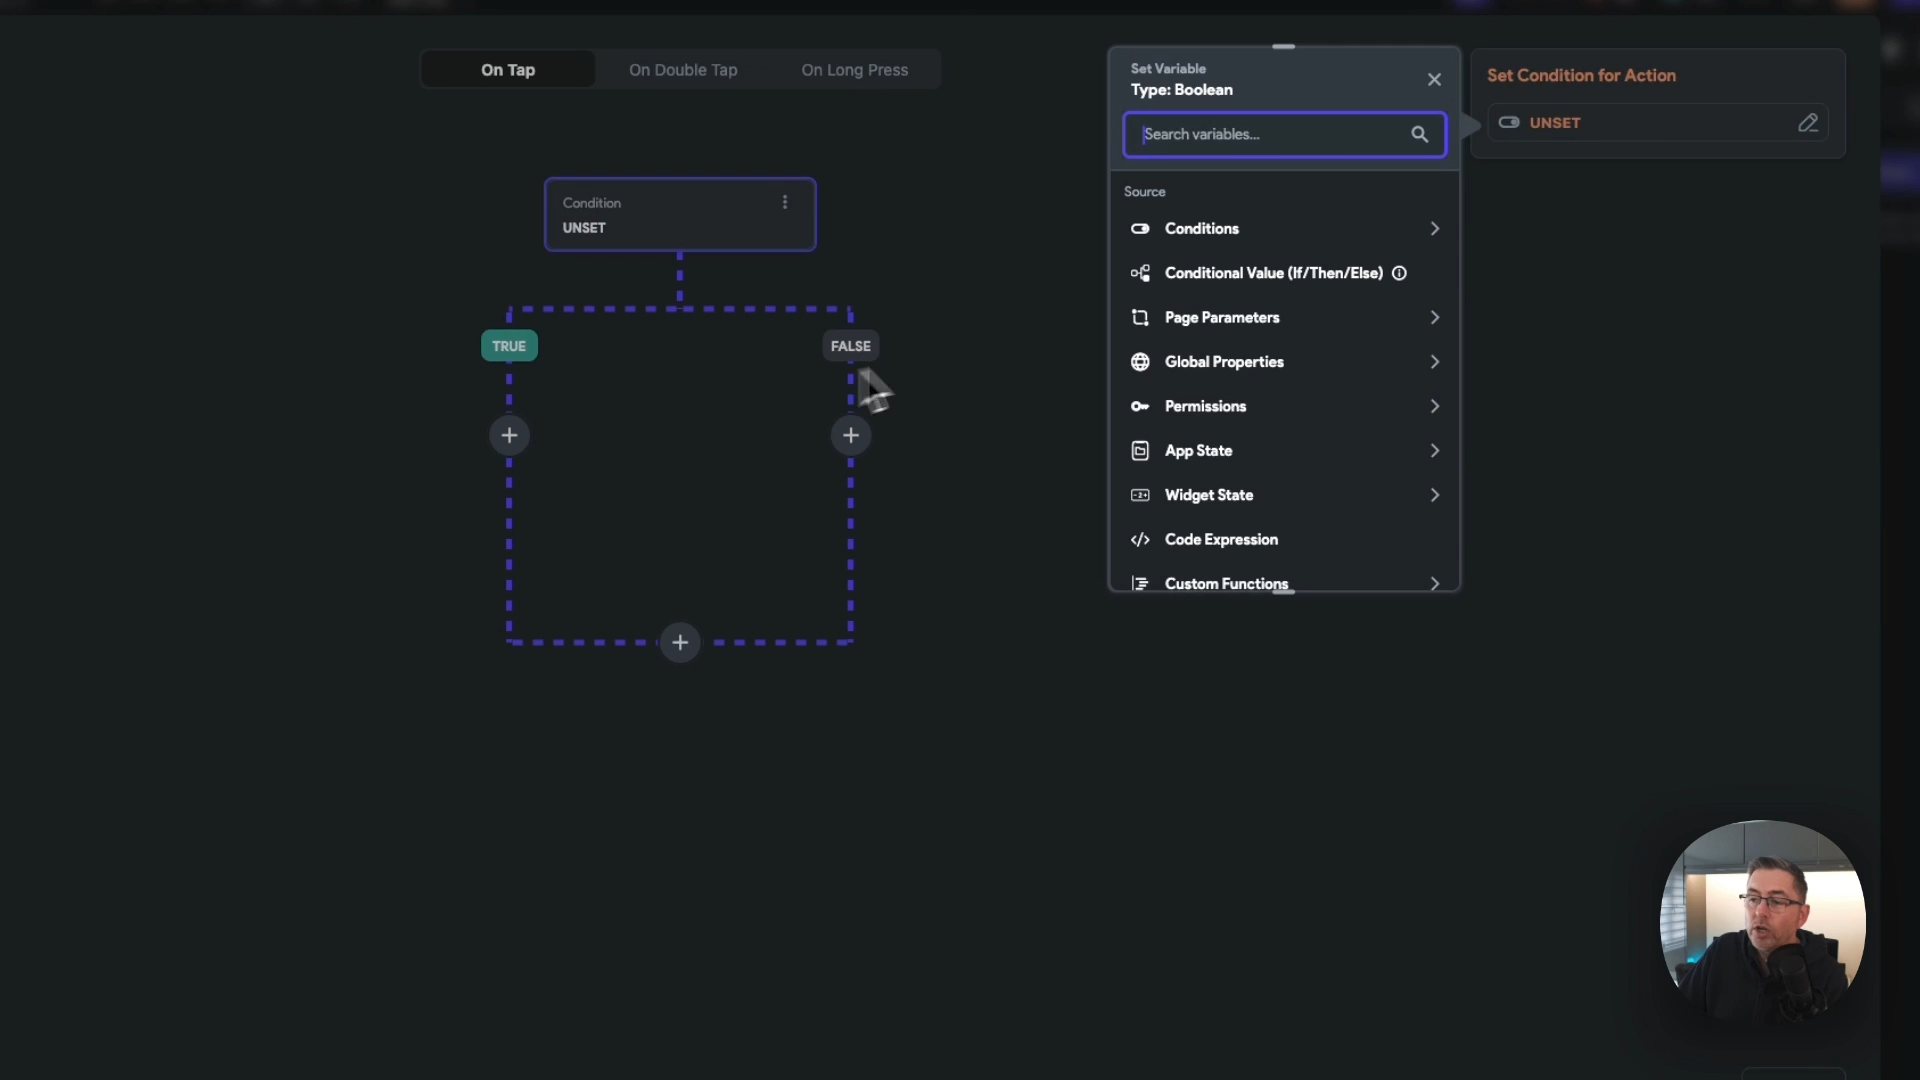 On Tap
On Double Tap
On Long Press
Condition
UNSET
TRUE
FALSE
Set Variable
Type: Boolean
Search variables...
Source
Conditions
Conditional Value (If/Then/Else)
Page Parameters
Global Properties
Permissions
App State
Widget State
Code Expression
Custom Functions
Set Condition for Action
UNSET